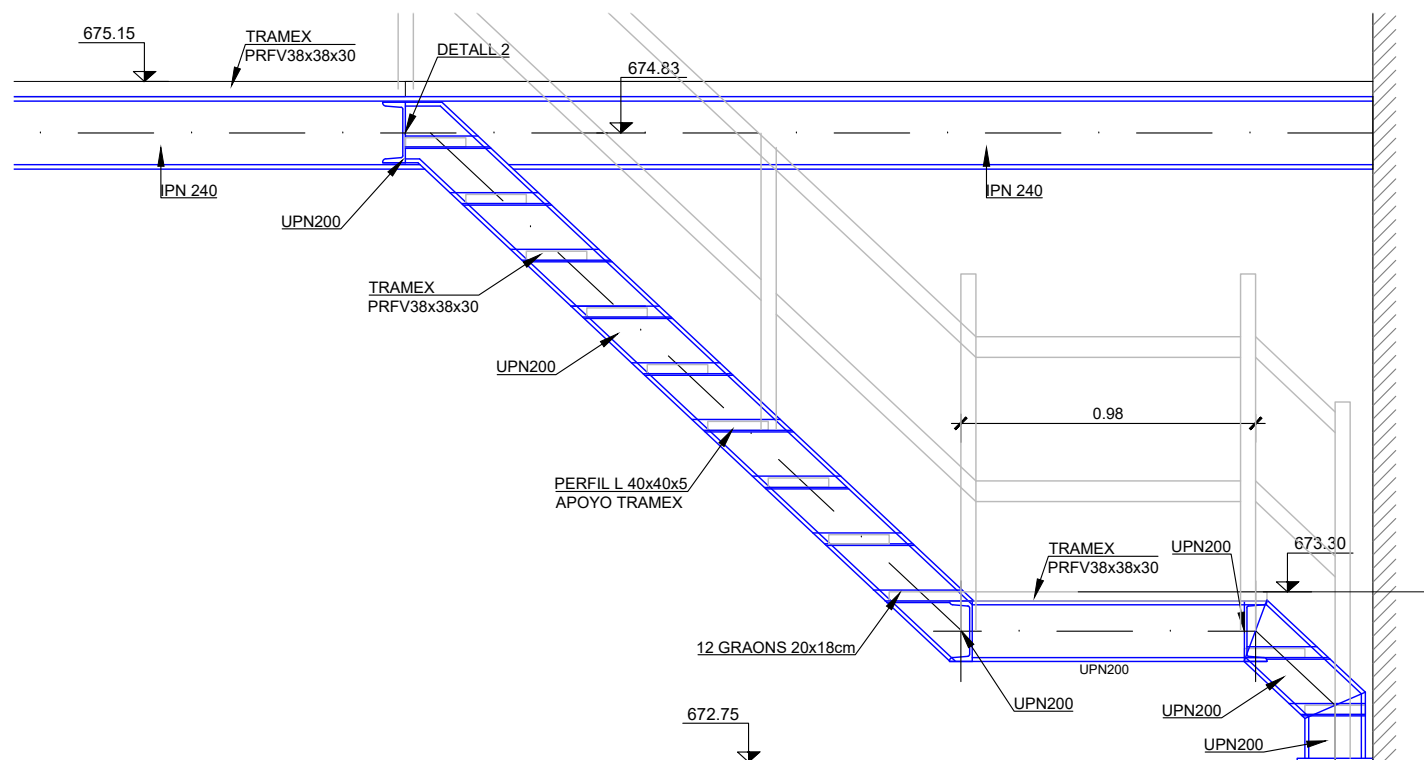 675.15
TRAMEX
PRFV38x38x30
DETALL 2
674.83
IPN 240
IPN 240
UPN200
TRAMEX
PRFV38x38x30
UPN200
0.98
PERFIL L 40x40x5
APOYO TRAMEX
TRAMEX
PRFV38x38x30
UPN200
673.30
12 GRAONS 20x18cm
UPN200
UPN200
UPN200
672.75
UPN200